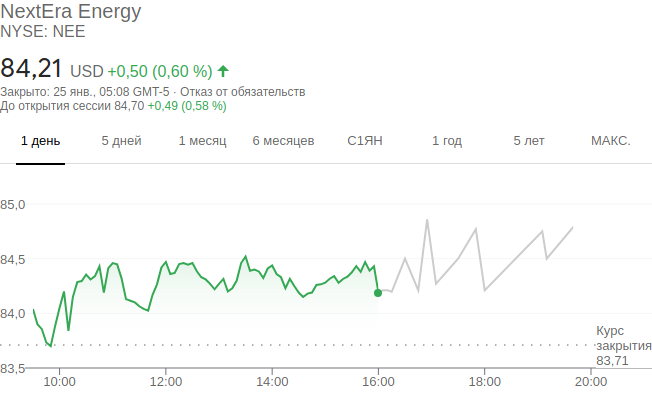 NextEra Energy
NYSE: NEE
84,21 USD +0,50 (0,60 %)
Закрыто: 25 янв., 05:08 GMT-5 · Отказ от обязательств
До открытия сессии 84,70 +0,49 (0,58 %)
1 день 5 дней 1 месяц 6 месяцев С1ЯН 1 год 5 лет МАКС.
85,0
84,5
84,0
Курс
закрытия
83,71
83,5
10:00 12:00 14:00 16:00 18:00 20:00